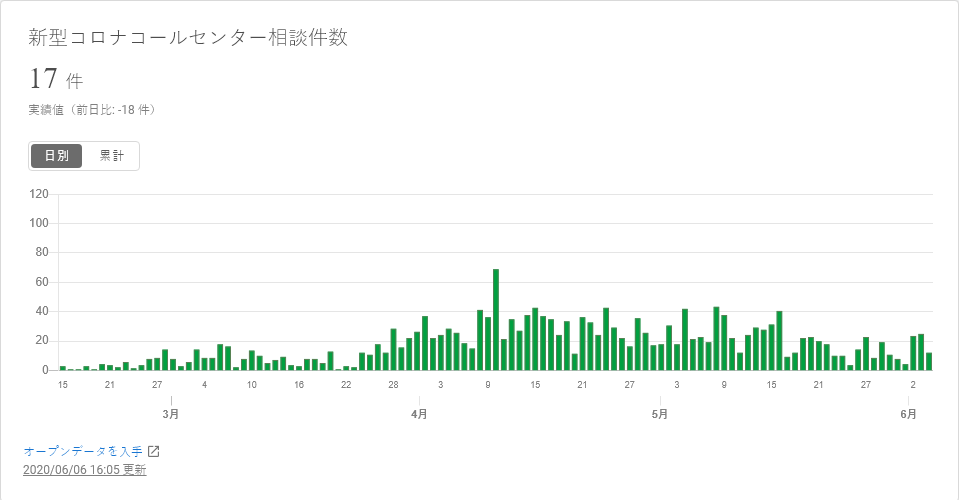 新型コロナコールセンター相談件数
17 件
実績値（前日比: -18 件）
日別 累計
120
100
80
60
40
20
0
15 21 27 4 10 16 22 28 3 9 15 21 27 3 9 15 21 27 2
3月 4月 5月 6月
オープンデータを入手
2020/06/06 16:05 更新